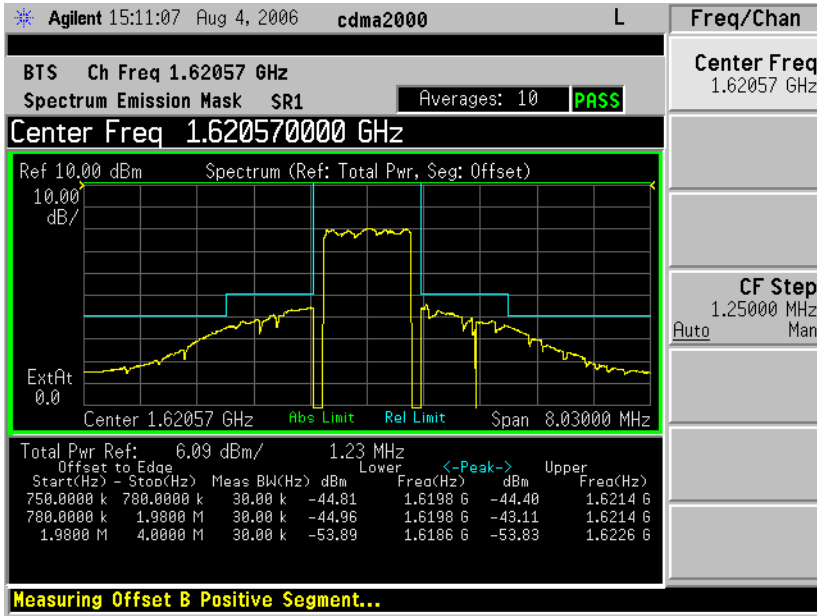 Agilent 15:11:07 Aug 4, 2006 cdma2000 L
Freq/Chan
BTS Ch Freq 1.62057 GHz
Spectrum Emission Mask SR1 Averages: 10 PASS
Center Freq
1.62057 GHz
Center Freq 1.620570000 GHz
Ref 10.00 dBm Spectrum (Ref: Total Pwr, Seg: Offset)
10.00
dB/
CF Step
1.25000 MHz
Auto Man
ExtAt
0.0
Center 1.62057 GHz Abs Limit Rel Limit Span 8.03000 MHz
Total Pwr Ref: 6.09 dBm/ 1.23 MHz
Offset to Edge Lower <-Peak-> Upper
Start(Hz) - Stop(Hz) Meas BW(Hz) dBm Freq(Hz) dBm Freq(Hz)
750.0000 k 780.0000 k 30.00 k -44.81 1.6198 G -44.40 1.6214 G
780.0000 k 1.9800 M 30.00 k -44.96 1.6198 G -43.11 1.6214 G
1.9800 M 4.0000 M 30.00 k -53.89 1.6186 G -53.83 1.6226 G
Measuring Offset B Positive Segment...